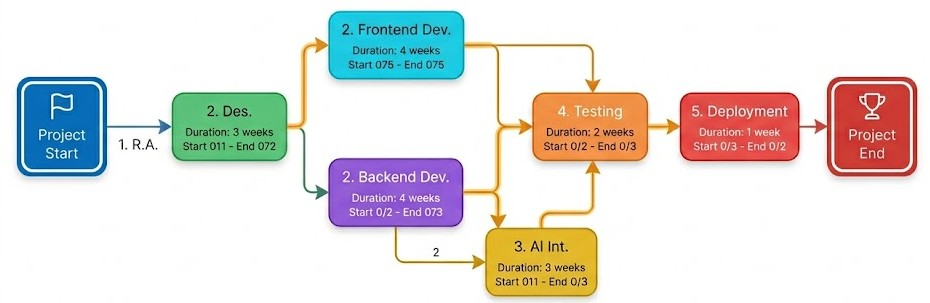 Project
Start
1. R.A.
2. Des.
Duration: 3 weeks
Start 011 - End 072
2. Frontend Dev.
Duration: 4 weeks
Start 075 - End 075
2. Backend Dev.
Duration: 4 weeks
Start 0/2 - End 073
2
3. AI Int.
Duration: 3 weeks
Start 011 - End 0/3
4. Testing
Duration: 2 weeks
Start 0/2 - End 0/3
5. Deployment
Duration: 1 week
Start 0/3 - End 0/2
Project
End